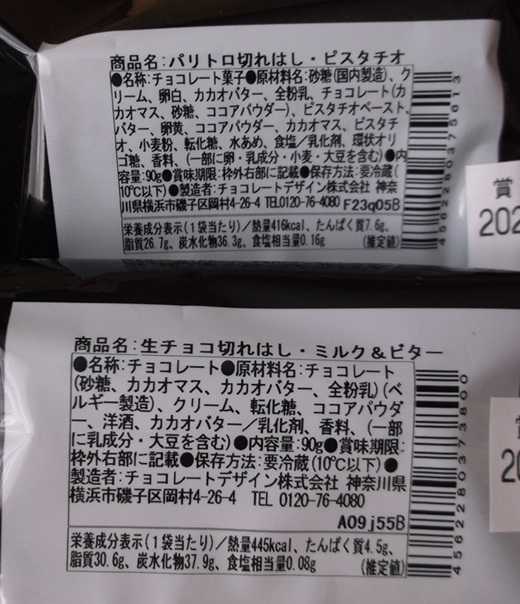 商品名:パリトロ切れはし・ピスタチオ
●名称:チョコレート菓子●原材料名:砂糖(国内製造)、ク
リーム、卵白、カカオバター、全粉乳、チョコレート(カ
カオマス、砂糖、ココアパウダー)、ピスタチオペースト、
バター、卵黄、ココアパウダー、カカオマス、ピスタチ
オ、小麦粉、転化糖、水あめ、食塩/乳化剤、環状オリ
ゴ糖、香料、(一部に卵・乳成分・小麦・大豆を含む)●内
容量:90g●賞味期限:枠外右部に記載●保存方法:要冷蔵(
10℃以下)●製造者:チョコレートデザイン株式会社 神奈
川県横浜市磯子区岡村4-26-4 TEL0120-76-4080 F23q05B
栄養成分表示(1袋当たり)/熱量416kcal、たんぱく質7.6g、
脂質26.7g、炭水化物36.3g、食塩相当量0.16g (推定値)
4562280375613
賞
202
商品名:生チョコ切れはし・ミルク&ビター
●名称:チョコレート●原材料名:チョコレート
(砂糖、カカオマス、カカオバター、全粉乳)(ベ
ルギー製造)、クリーム、転化糖、ココアパウダ
ー、洋酒、カカオバター/乳化剤、香料、(一部
に乳成分・大豆を含む)●内容量:90g●賞味期限:
枠外右部に記載●保存方法:要冷蔵(10℃以下)●
製造者:チョコレートデザイン株式会社 神奈川県
横浜市磯子区岡村4-26-4 TEL 0120-76-4080
A09j55B
栄養成分表示(1袋当たり)/熱量445kcal、たんぱく質4.5g、
脂質30.6g、炭水化物37.9g、食塩相当量0.08g (推定値)
4562280373800
20